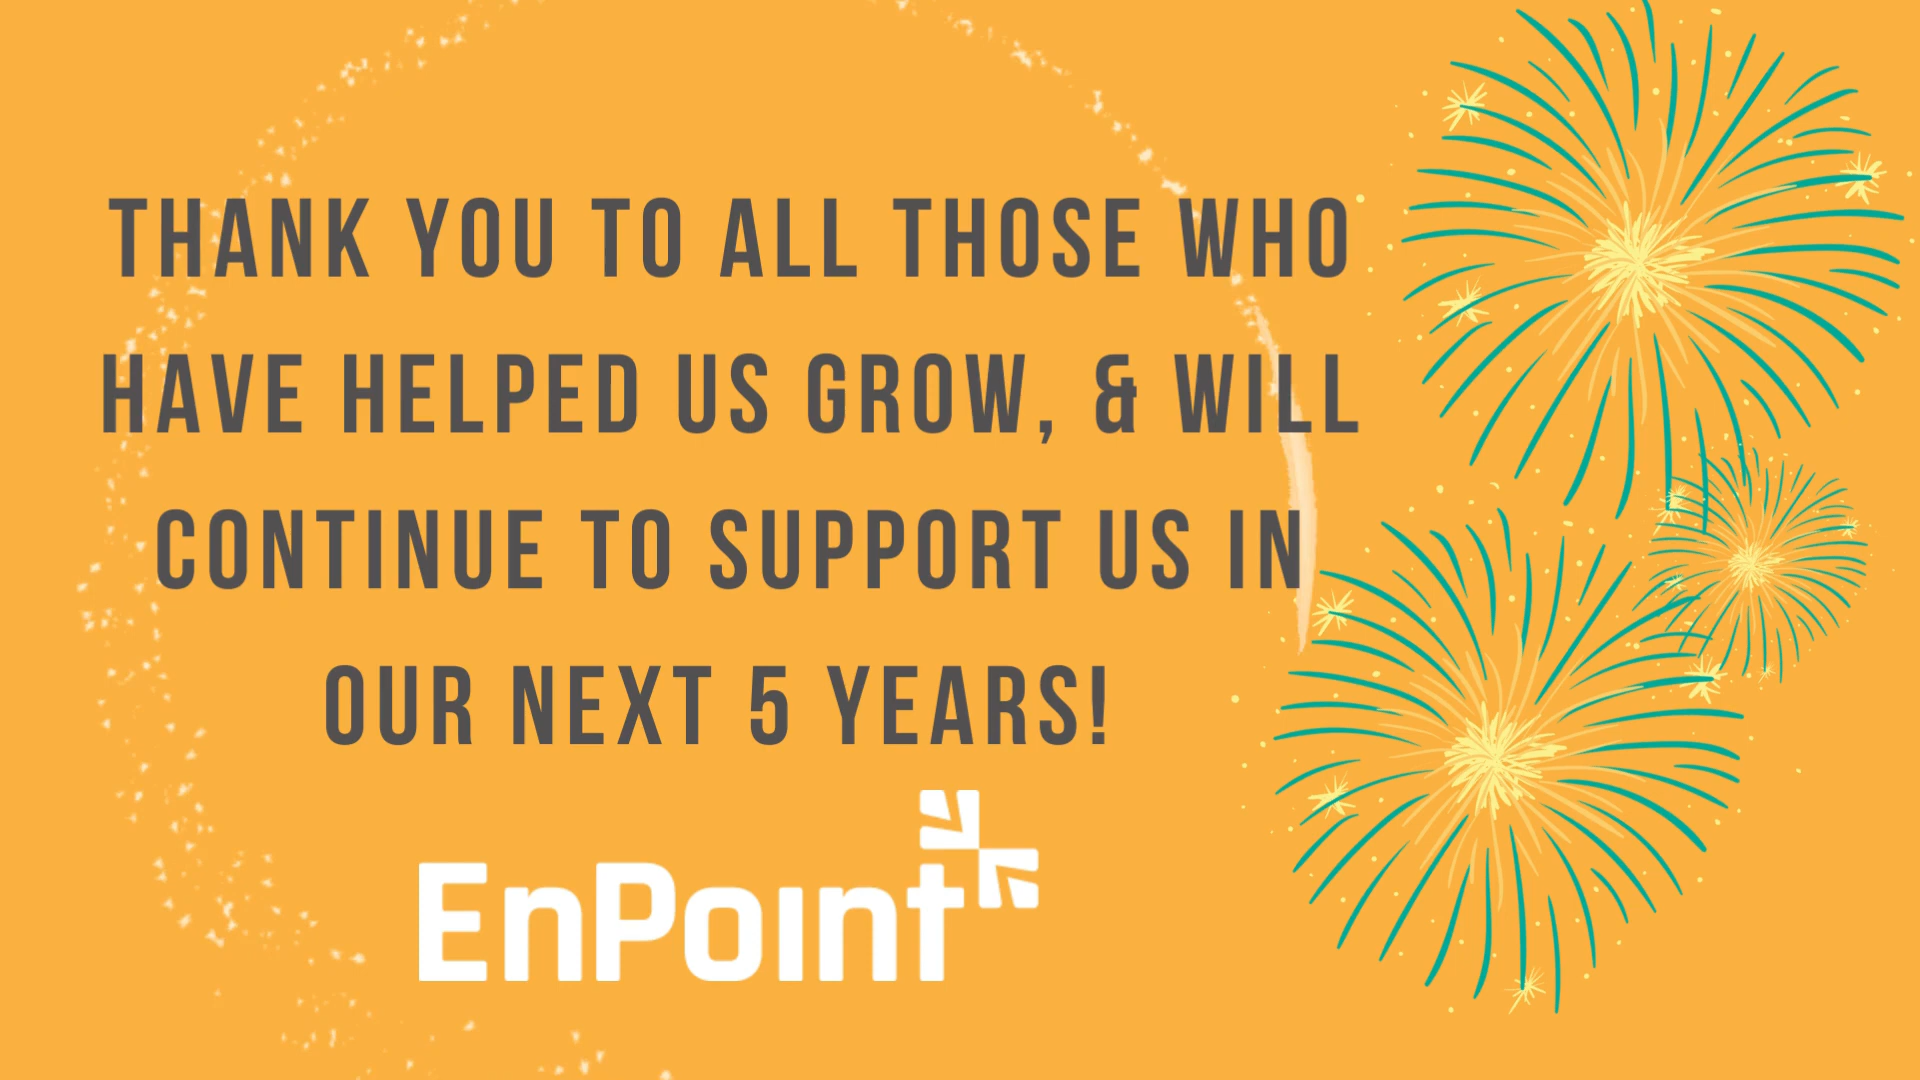 THANK YOU TO ALL THOSE WHO
HAVE HELPED US GROW, & WILL
CONTINUE TO SUPPORT US IN
OUR NEXT 5 YEARS!
EnPoint